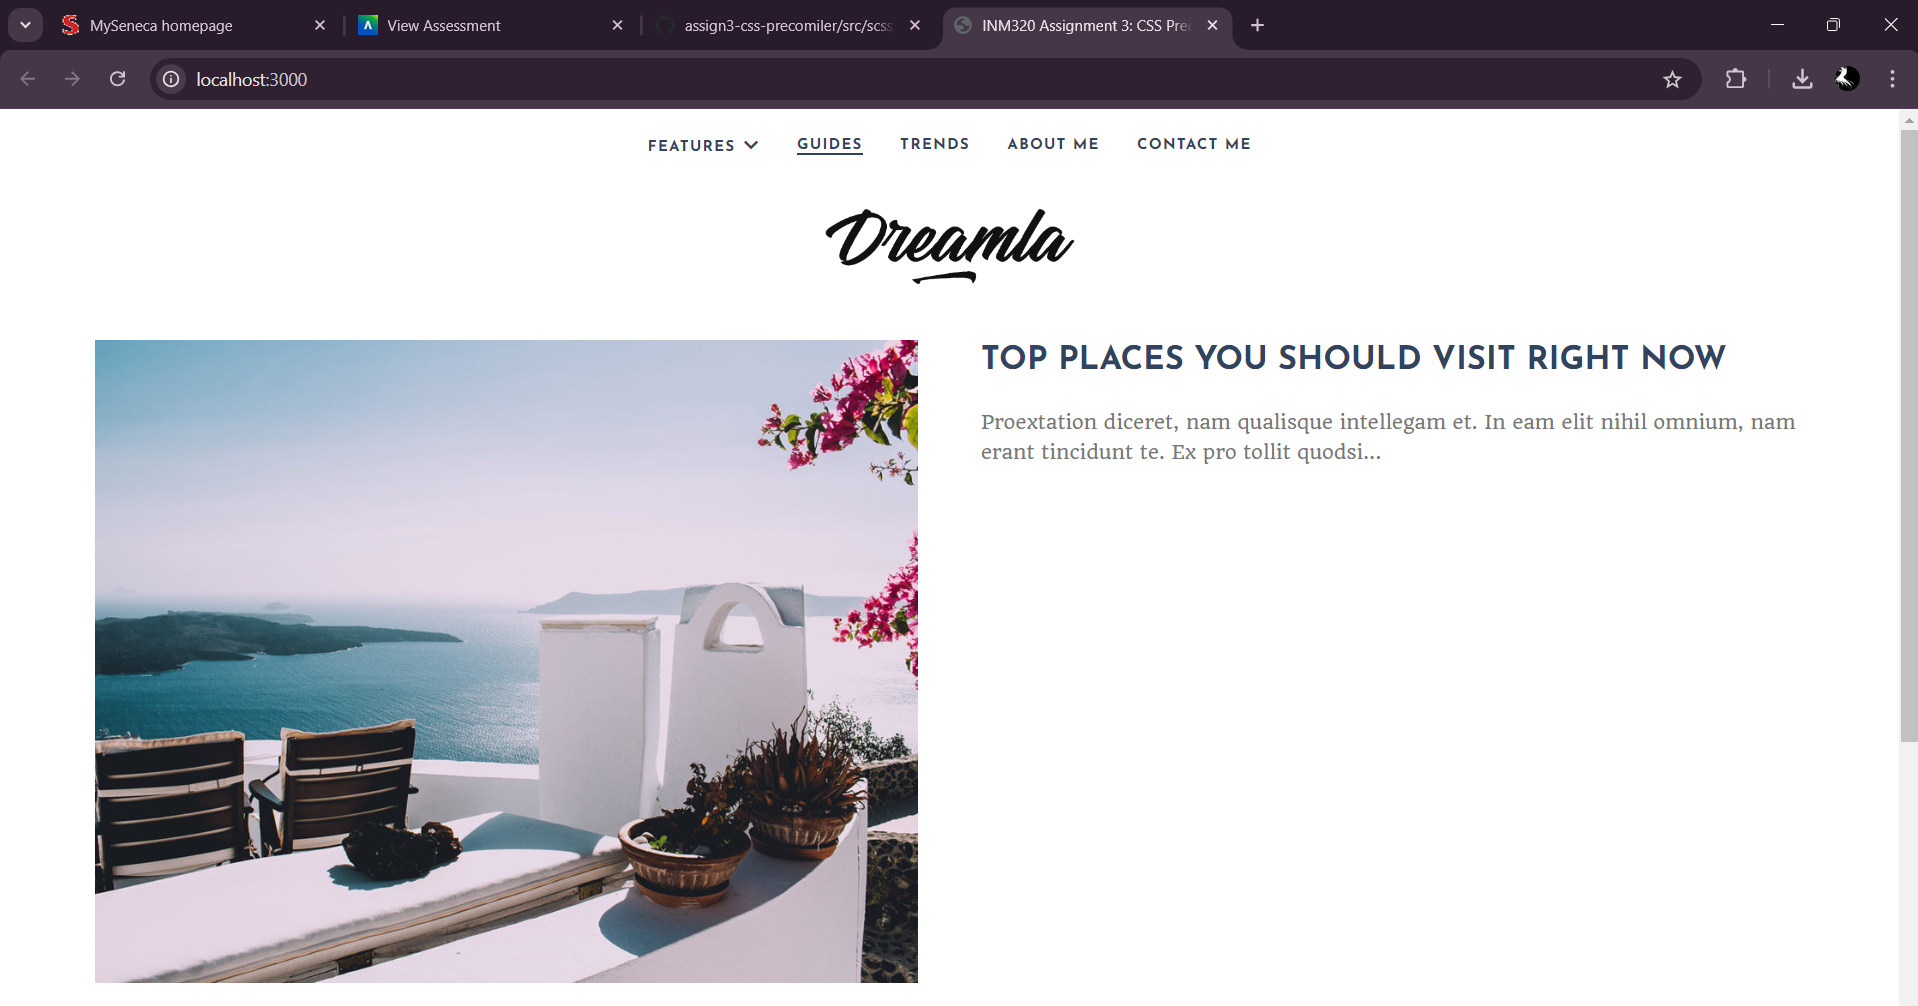 MySeneca homepage
View Assessment
assign3-css-precomiler/src/scss
INM320 Assignment 3: CSS Pre
localhost:3000
FEATURES GUIDES TRENDS ABOUT ME CONTACT ME
Dreamla
TOP PLACES YOU SHOULD VISIT RIGHT NOW
Proextation diceret, nam qualisque intellegam et. In eam elit nihil omnium, nam
erant tincidunt te. Ex pro tollit quodsi...